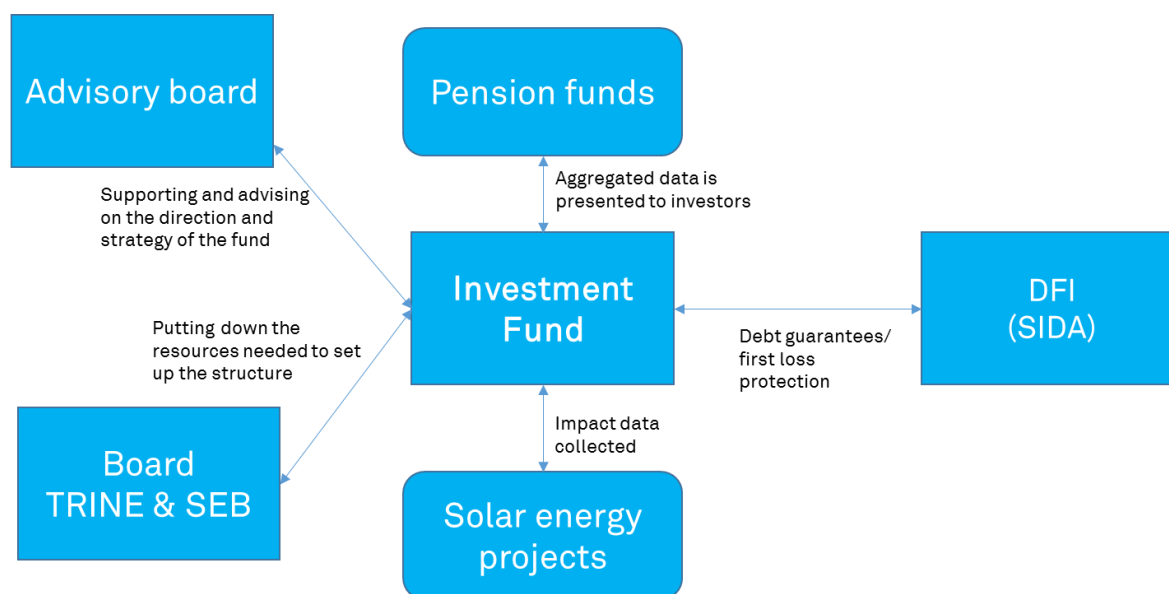 Advisory board
Pension funds
Supporting and advising
on the direction and
strategy of the fund
Aggregated data is
presented to investors
Investment
Fund
DFI
(SIDA)
Debt guarantees/
first loss
protection
Putting down the
resources needed to set
up the structure
Board
TRINE & SEB
Impact data
collected
Solar energy
projects